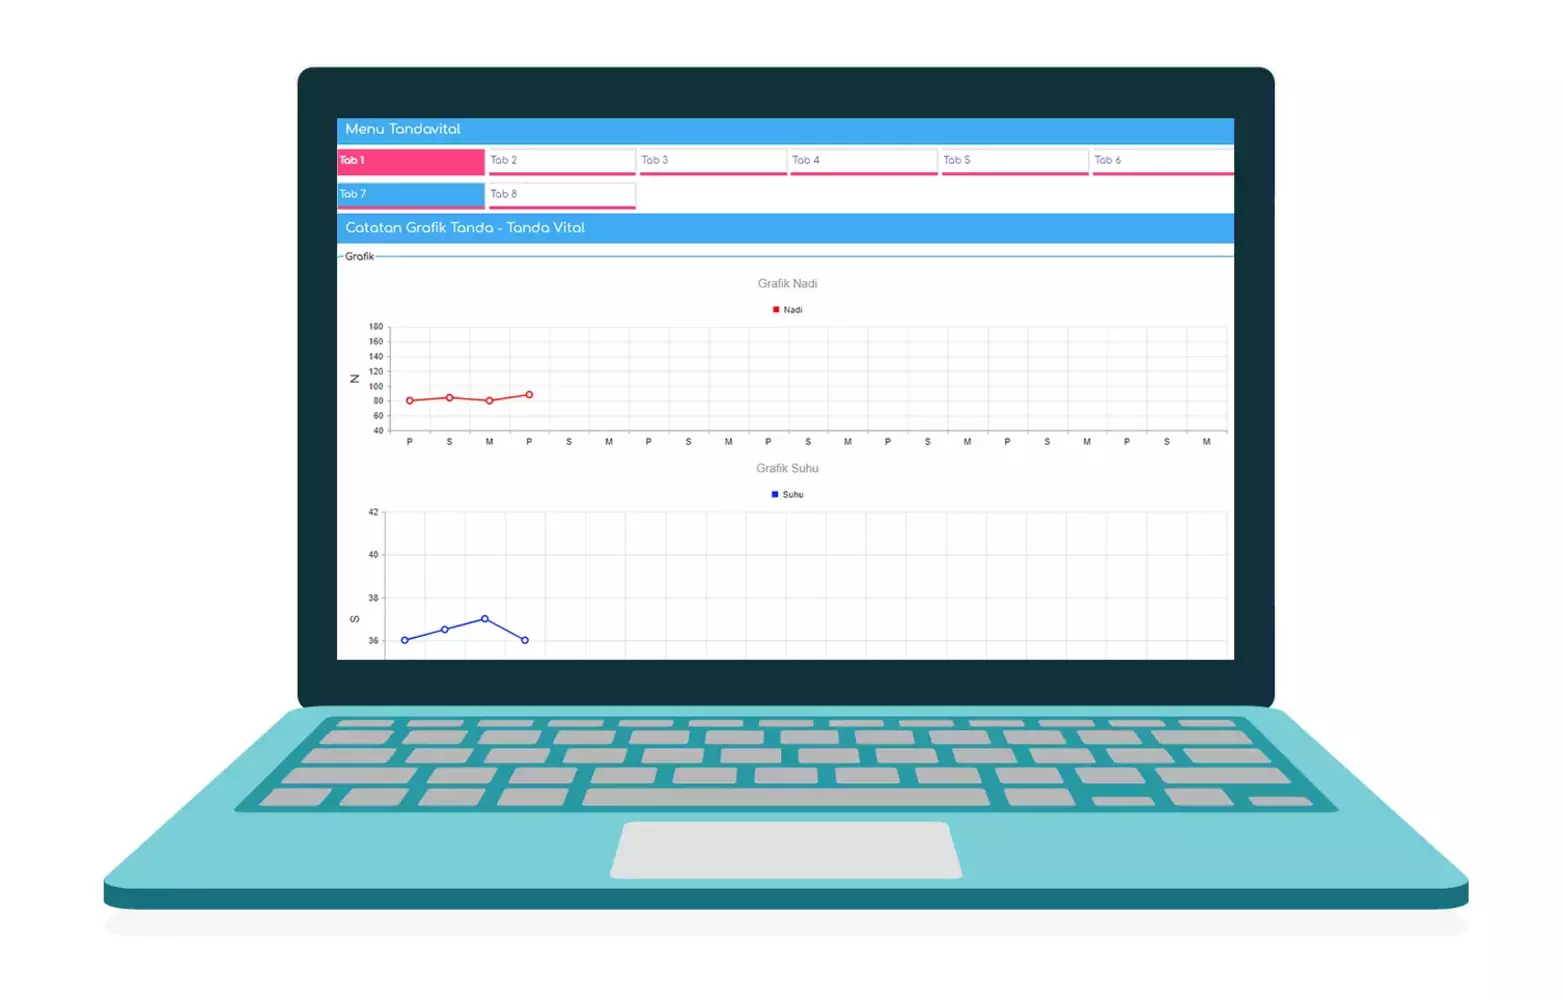 Menu Tandavital
Tab 1 Tab 2 Tab 3 Tab 4 Tab 5 Tab 6
Tab 7 Tab 8
Catatan Grafik Tanda - Tanda Vital
Grafik
Grafik Nadi
Nadi
180
160
140
120
N
100
80
60
40
P S M P S M P S M P S M P S M P S M P S M
Grafik Suhu
Suhu
42
40
38
S
36